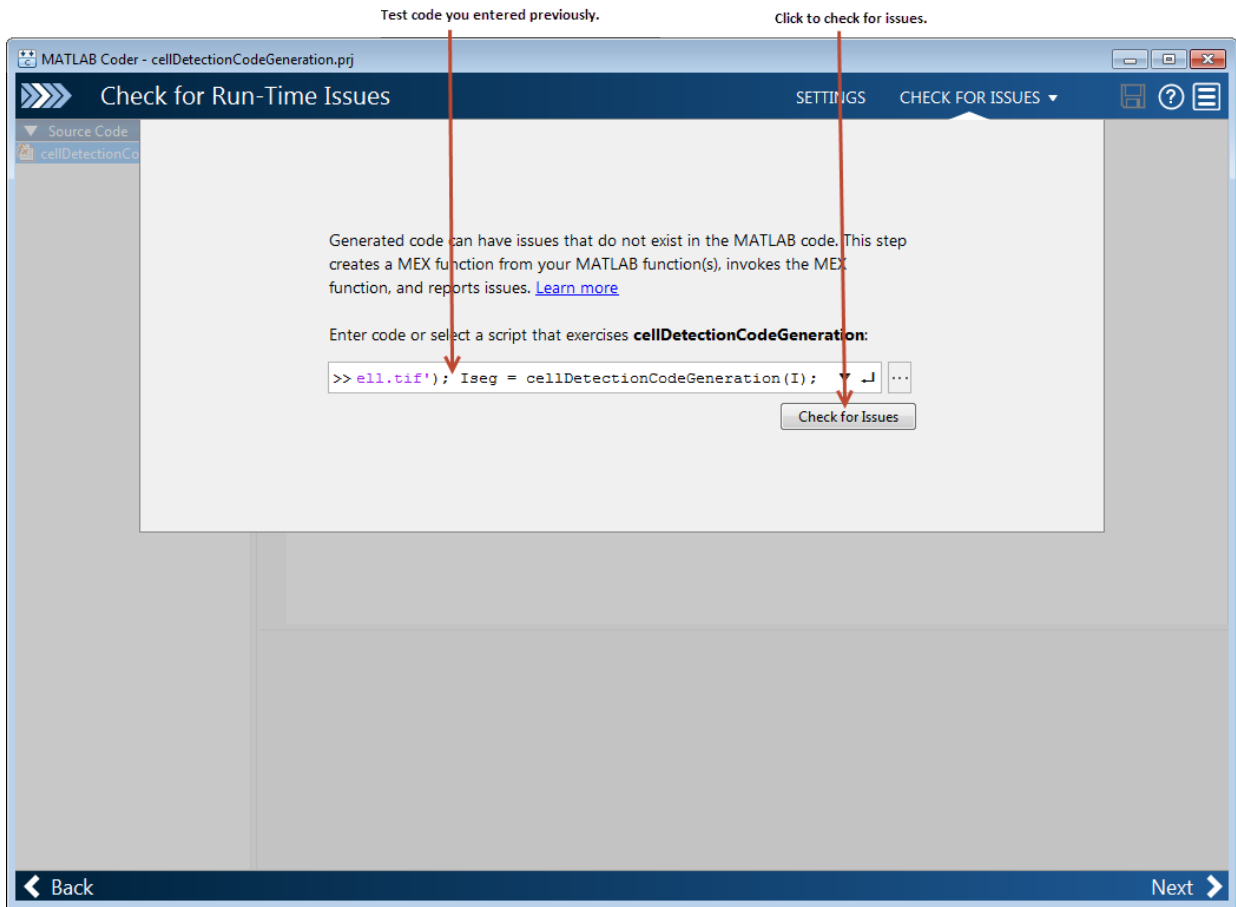 Test code you entered previously.
Click to check for issues.
MATLAB Coder - cellDetectionCodeGeneration.prj
Check for Run-Time Issues
SETTINGS
CHECK FOR ISSUES
Source Code
cellDetectionCo
Generated code can have issues that do not exist in the MATLAB code. This step
creates a MEX function from your MATLAB function(s), invokes the MEX
function, and reports issues. Learn more
Enter code or select a script that exercises cellDetectionCodeGeneration:
>> ell.tif'); Iseg = cellDetectionCodeGeneration(I);
...
Check for Issues
Back
Next